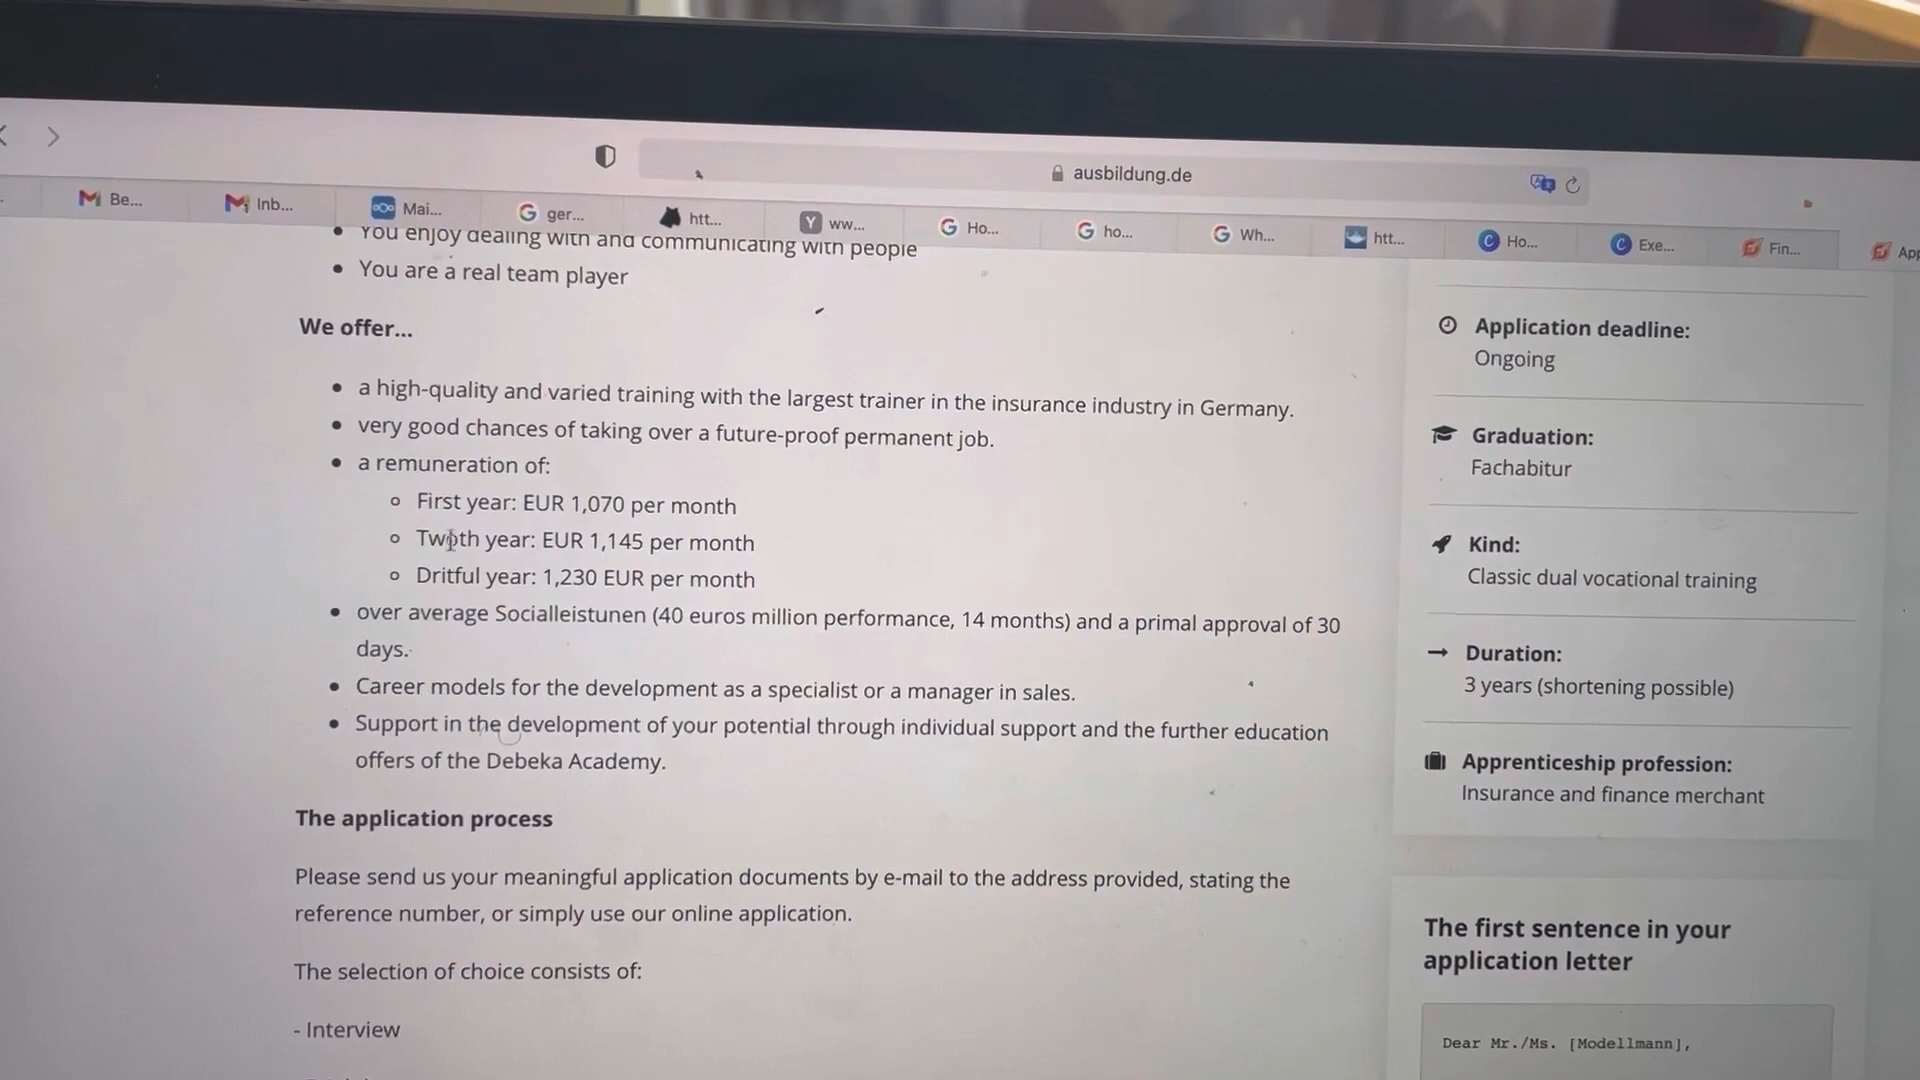 ausbildung.de
Be...
Inb...
Mai...
ger...
htt...
ww...
Ho...
ho...
Wh...
htt...
Ho...
Exe...
Fin...
App
You enjoy dealing with and communicating with people
You are a real team player
We offer...
a high-quality and varied training with the largest trainer in the insurance industry in Germany.
very good chances of taking over a future-proof permanent job.
a remuneration of:
First year: EUR 1,070 per month
Twoth year: EUR 1,145 per month
Dritful year: 1,230 EUR per month
over average Socialleistunen (40 euros million performance, 14 months) and a primal approval of 30
days.
Career models for the development as a specialist or a manager in sales.
Support in the development of your potential through individual support and the further education
offers of the Debeka Academy.
The application process
Please send us your meaningful application documents by e-mail to the address provided, stating the
reference number, or simply use our online application.
The selection of choice consists of:
- Interview
Application deadline:
Ongoing
Graduation:
Fachabitur
Kind:
Classic dual vocational training
Duration:
3 years (shortening possible)
Apprenticeship profession:
Insurance and finance merchant
The first sentence in your
application letter
Dear Mr./Ms. [Modellmann],